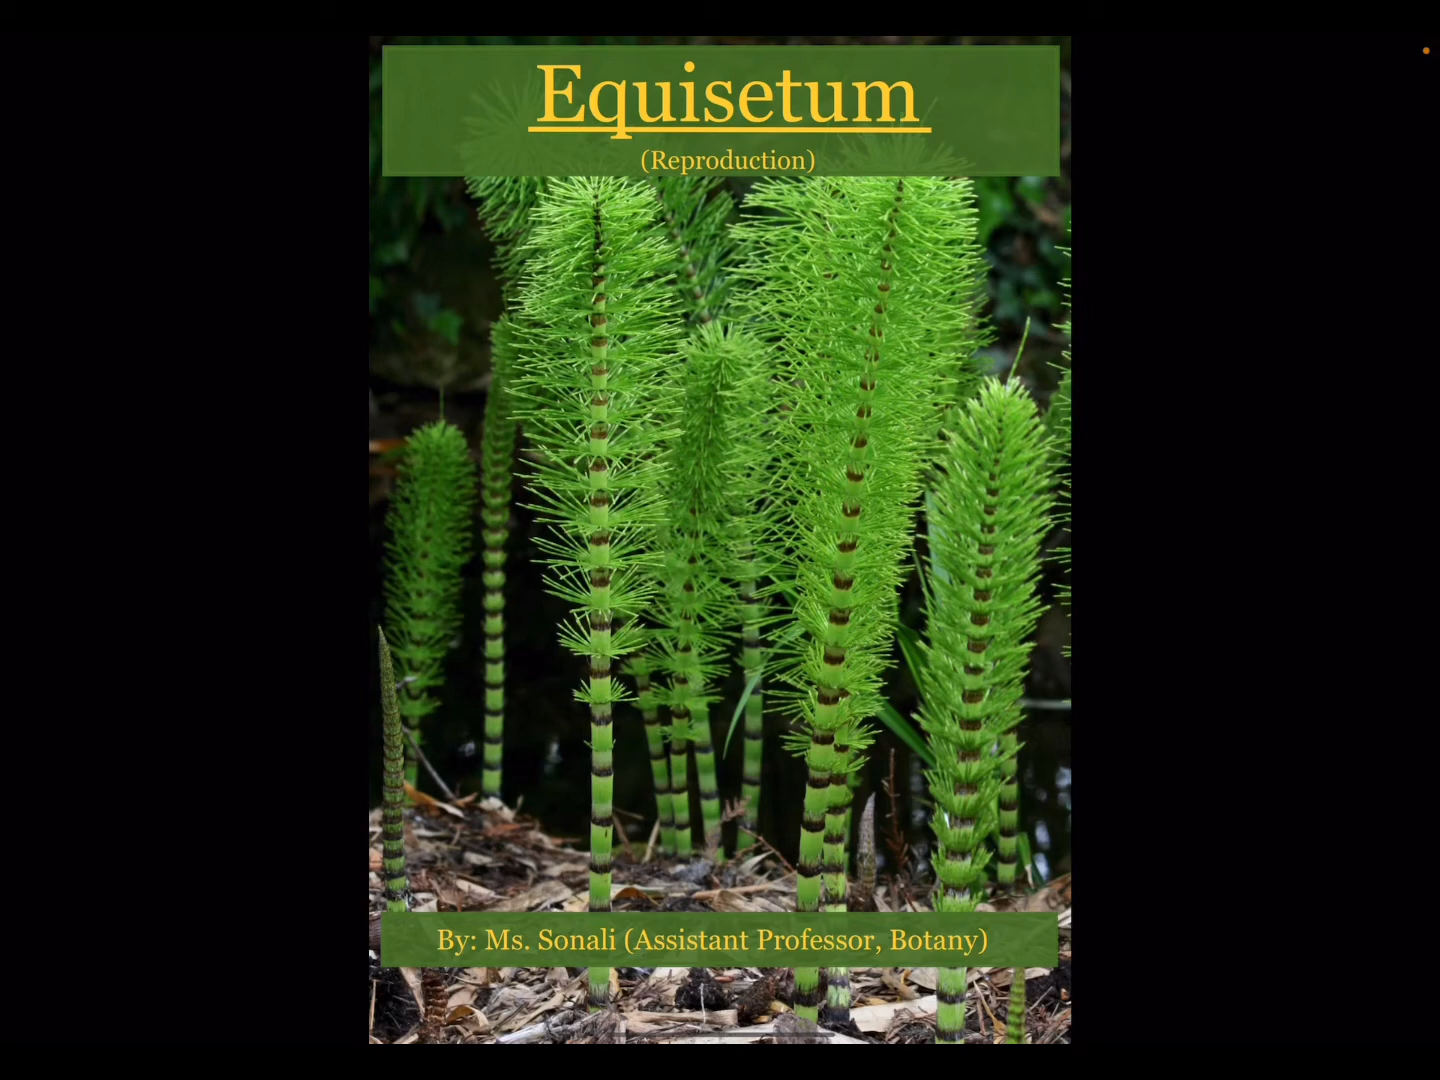 Equisetum
(Reproduction)
By: Ms. Sonali (Assistant Professor, Botany)